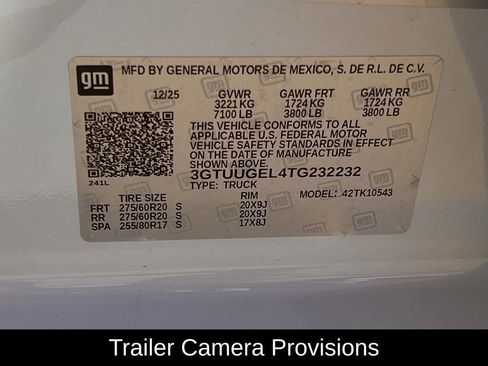 gm
MFD BY GENERAL MOTORS DE MEXICO, S. DE R.L. DE C.V.
12/25 GVWR GAWR FRT GAWR RR
3221 KG 1724 KG 1724 KG
7100 LB 3800 LB 3800 LB
THIS VEHICLE CONFORMS TO ALL
APPLICABLE U.S. FEDERAL MOTOR
VEHICLE SAFETY STANDARDS IN EFFECT
ON THE DATE OF MANUFACTURE SHOWN ABOVE.
3GTUUGEL4TG232232
241L TYPE: TRUCK MODEL: 42TK10543
TIRE SIZE RIM
FRT 275/60R20 S 20X9J
RR 275/60R20 S 20X9J
SPA 255/80R17 S 17X8J
Trailer Camera Provisions